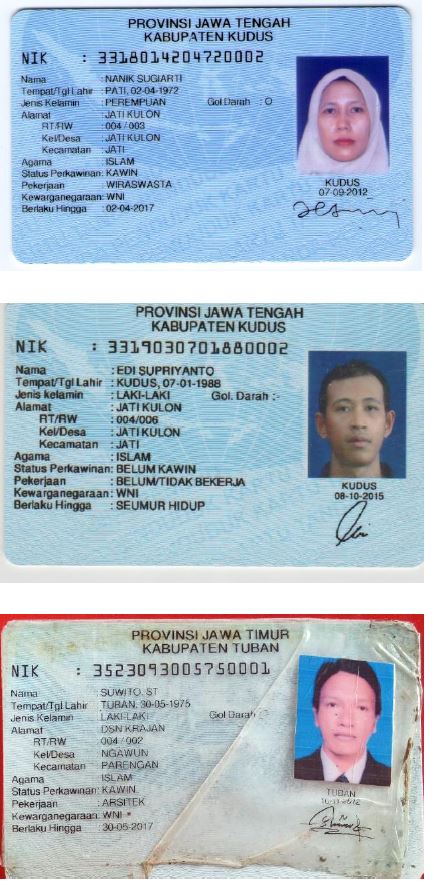 PROVINSI JAWA TENGAH
KABUPATEN KUDUS
NIK : 3318014204720002
Nama : NANIK SUGIARTI
Tempat/Tgl Lahir : PATI, 02-04-1972
Jenis Kelamin : PEREMPUAN Gol Darah : O
Alamat : JATI KULON
RT/RW : 004 / 003
Kel/Desa : JATI KULON
Kecamatan : JATI
Agama : ISLAM
Status Perkawinan : KAWIN
Pekerjaan : WIRASWASTA
Kewarganegaraan : WNI
Berlaku Hingga : 02-04-2017
KUDUS
07-09-2012
PROVINSI JAWA TENGAH
KABUPATEN KUDUS
NIK : 3319030701880002
Nama : EDI SUPRIYANTO
Tempat/Tgl Lahir : KUDUS, 07-01-1988
Jenis kelamin : LAKI-LAKI Gol. Darah :-
Alamat : JATI KULON
RT/RW : 004/006
Kel/Desa : JATI KULON
Kecamatan : JATI
Agama : ISLAM
Status Perkawinan: BELUM KAWIN
Pekerjaan : BELUM/TIDAK BEKERJA
Kewarganegaraan: WNI
Berlaku Hingga : SEUMUR HIDUP
KUDUS
08-10-2015
PROVINSI JAWA TIMUR
KABUPATEN TUBAN
NIK : 3523093005750001
Nama : SUWITO, ST
Tempat/Tgl Lahir : TUBAN, 30-05-1975
Jenis Kelamin : LAKI-LAKI Gol Darah :
Alamat : DSN KRAJAN
RT/RW : 004 / 002
Kel/Desa : NGAWUN
Kecamatan : PARENGAN
Agama : ISLAM
Status Perkawinan: KAWIN
Pekerjaan : ARSITEK
Kewarganegaraan: WNI
Berlaku Hingga : 30-05-2017
TUBAN